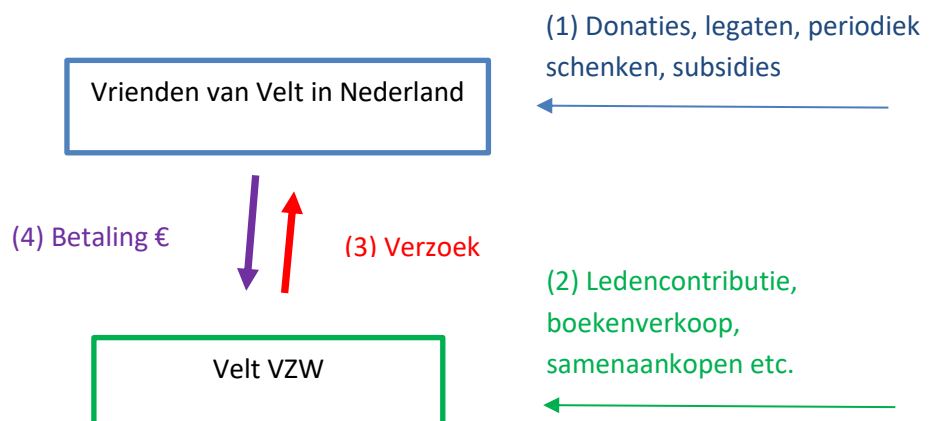 (1) Donaties, legaten, periodiek
schenken, subsidies
Vrienden van Velt in Nederland
(4) Betaling €
(3) Verzoek
(2) Ledencontributie,
boekenverkoop,
samenaankopen etc.
Velt VZW